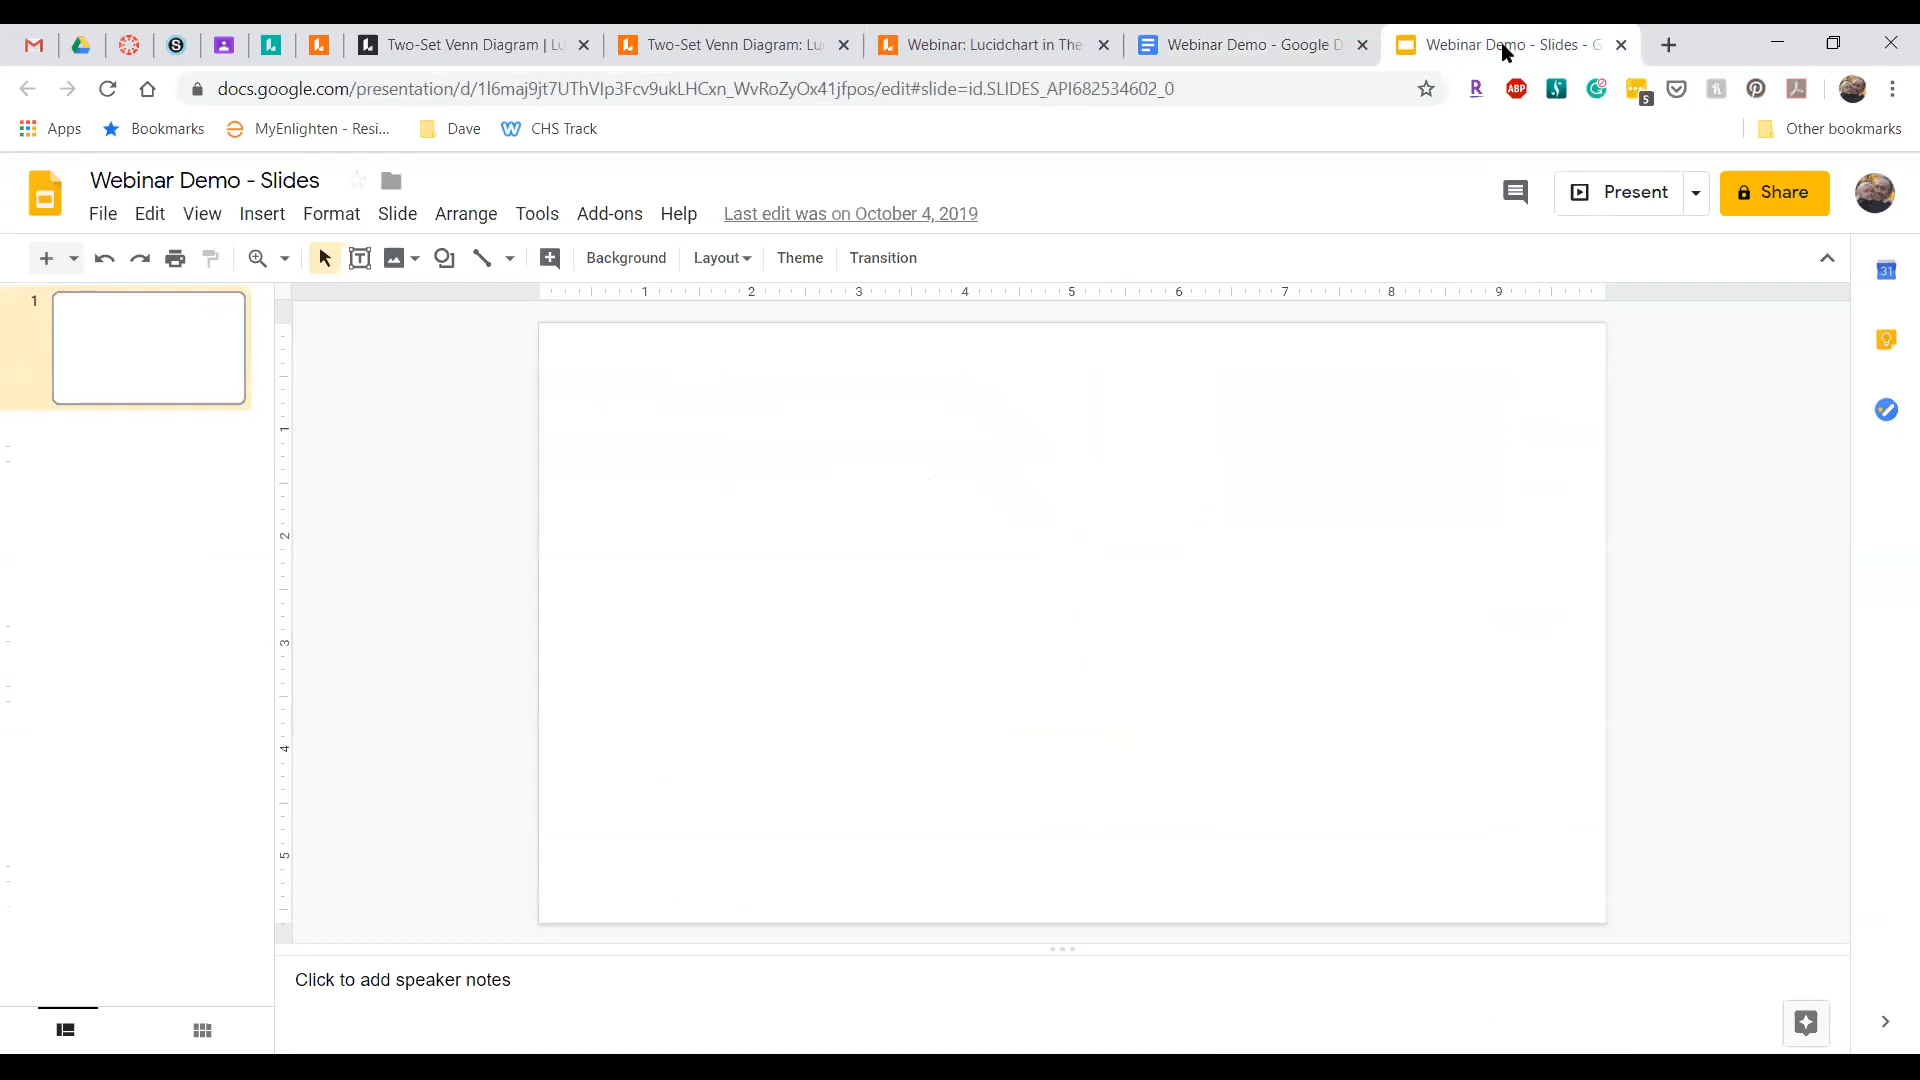 Two-Set Venn Diagram | Lu
Two-Set Venn Diagram: Lu
Webinar: Lucidchart in The
Webinar Demo - Google D
Webinar Demo - Slides - G
docs.google.com/presentation/d/1l6maj9jt7UThVIp3Fcv9ukLHCxn_WvRoZyOx41jfpos/edit#slide=id.SLIDES_API682534602_0
R
ABP
5
Apps
Bookmarks
MyEnlighten - Resi...
Dave
CHS Track
Other bookmarks
Webinar Demo - Slides
File Edit View Insert Format Slide Arrange Tools Add-ons Help Last edit was on October 4, 2019
Present
Share
Background Layout Theme Transition
31
1 2 3 4 5 6 7 8 9
1
1
2
3
4
5
Click to add speaker notes